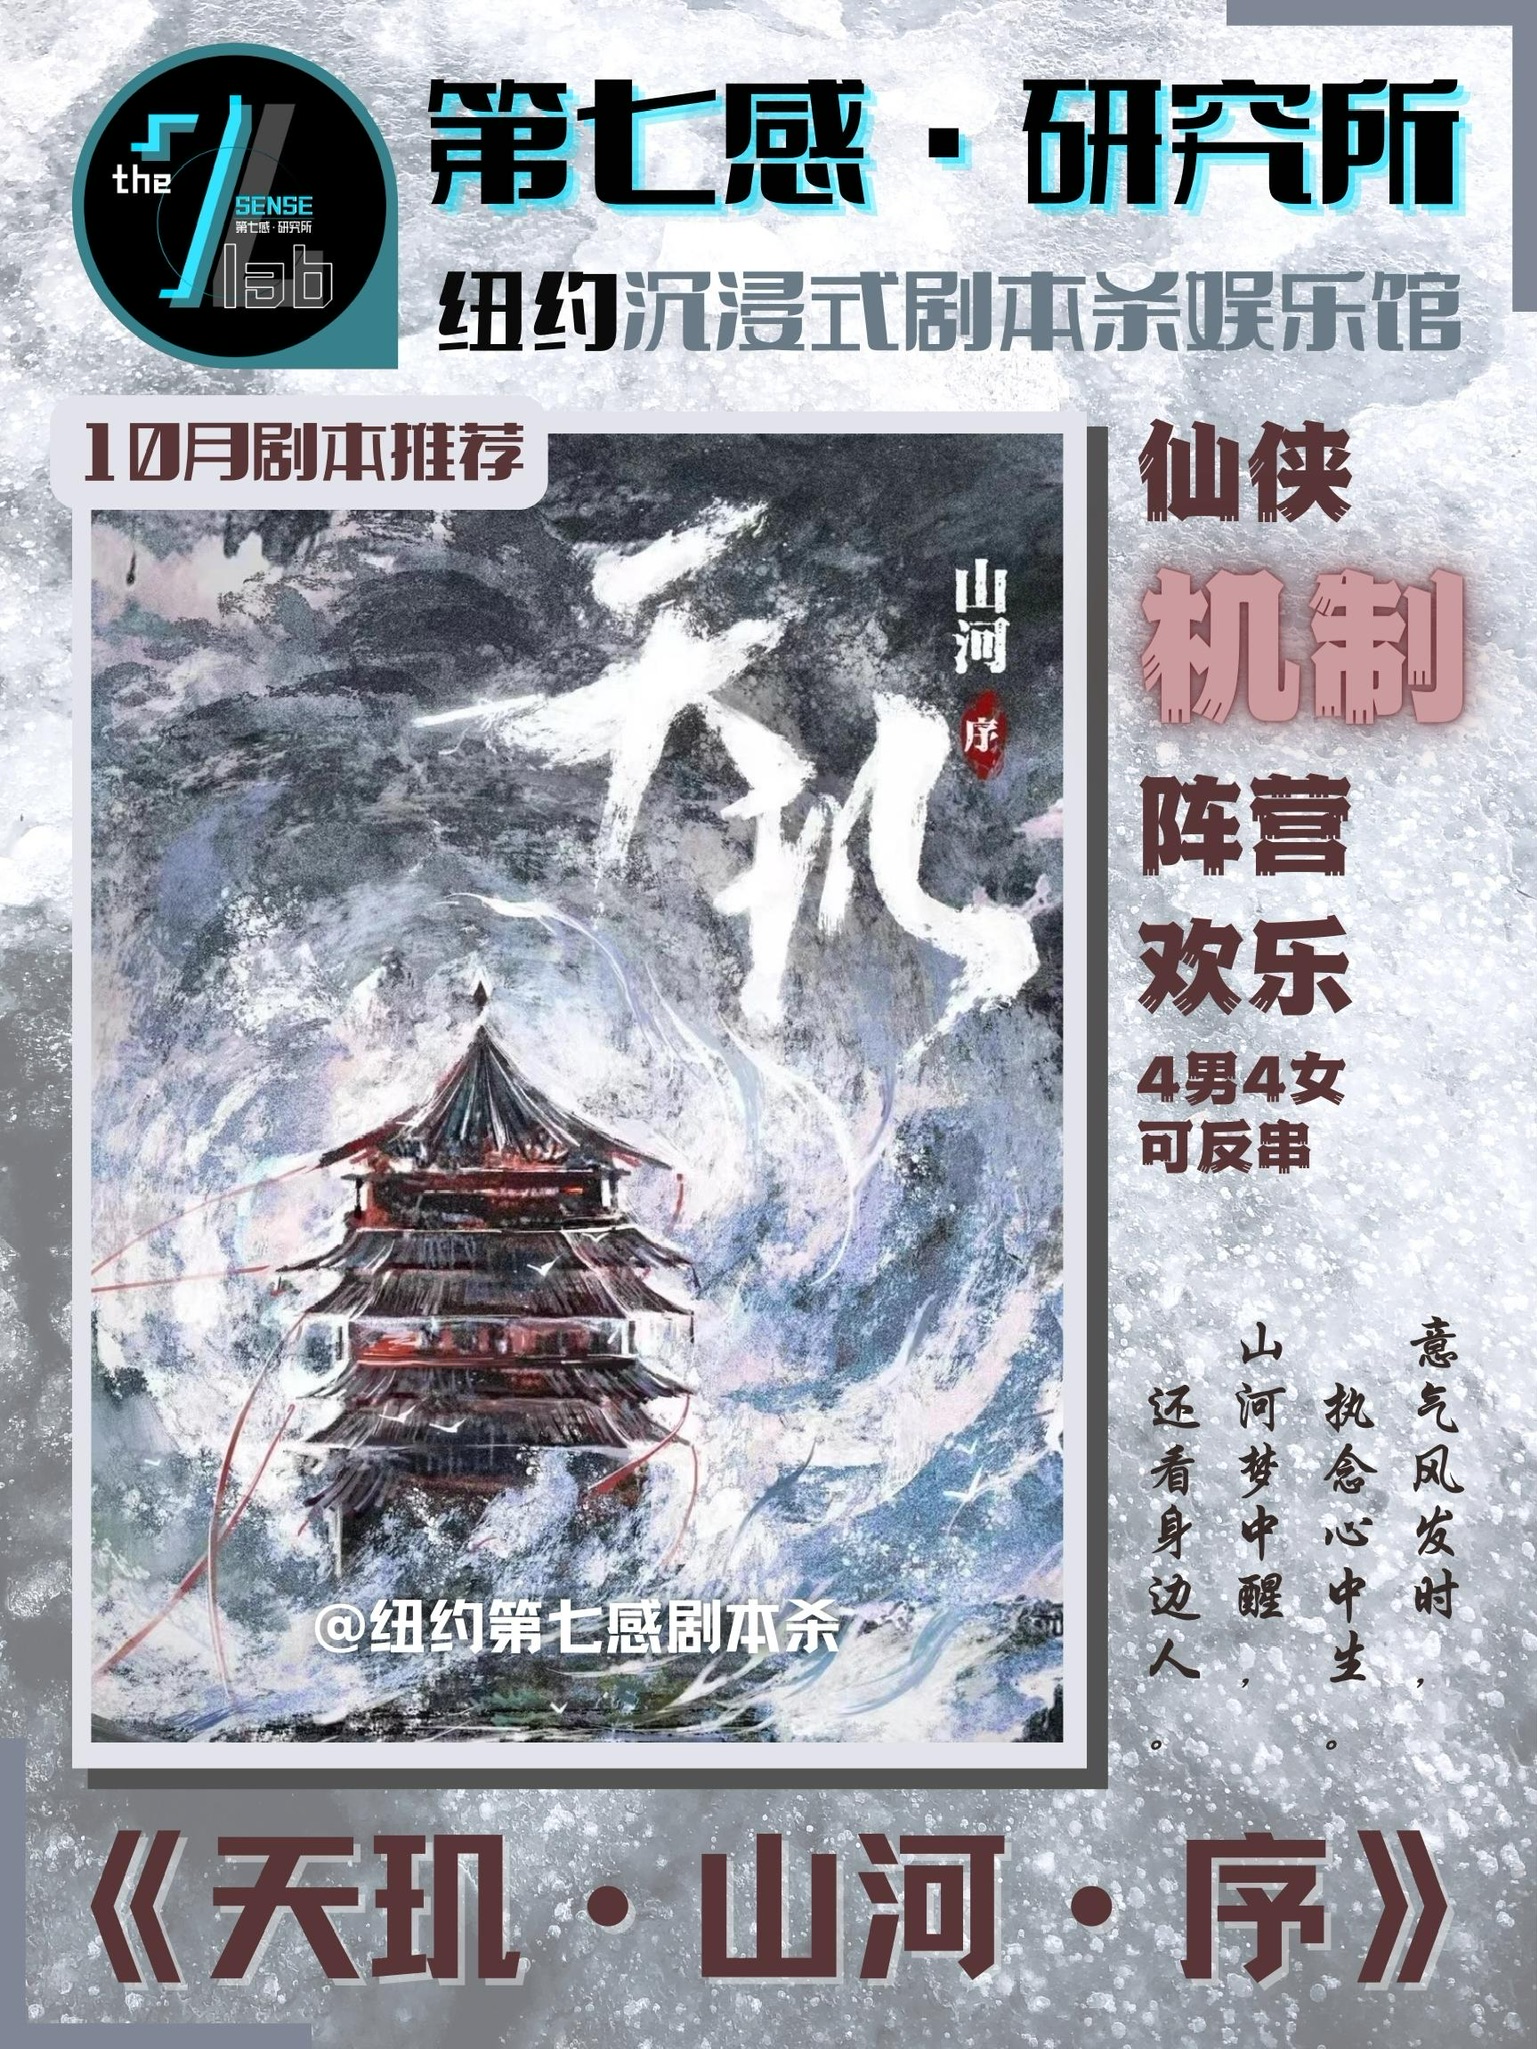 the
SENSE
第七感·研究所
lab
第七感·研究所
纽约沉浸式剧本杀娱乐馆
10月剧本推荐
天玑
山河
序
仙侠
机制
阵营
欢乐
4男4女
可反串
意气风发时，
执念心中生。
山河梦中醒，
还看身边人。
@纽约第七感剧本杀
《天玑·山河·序》